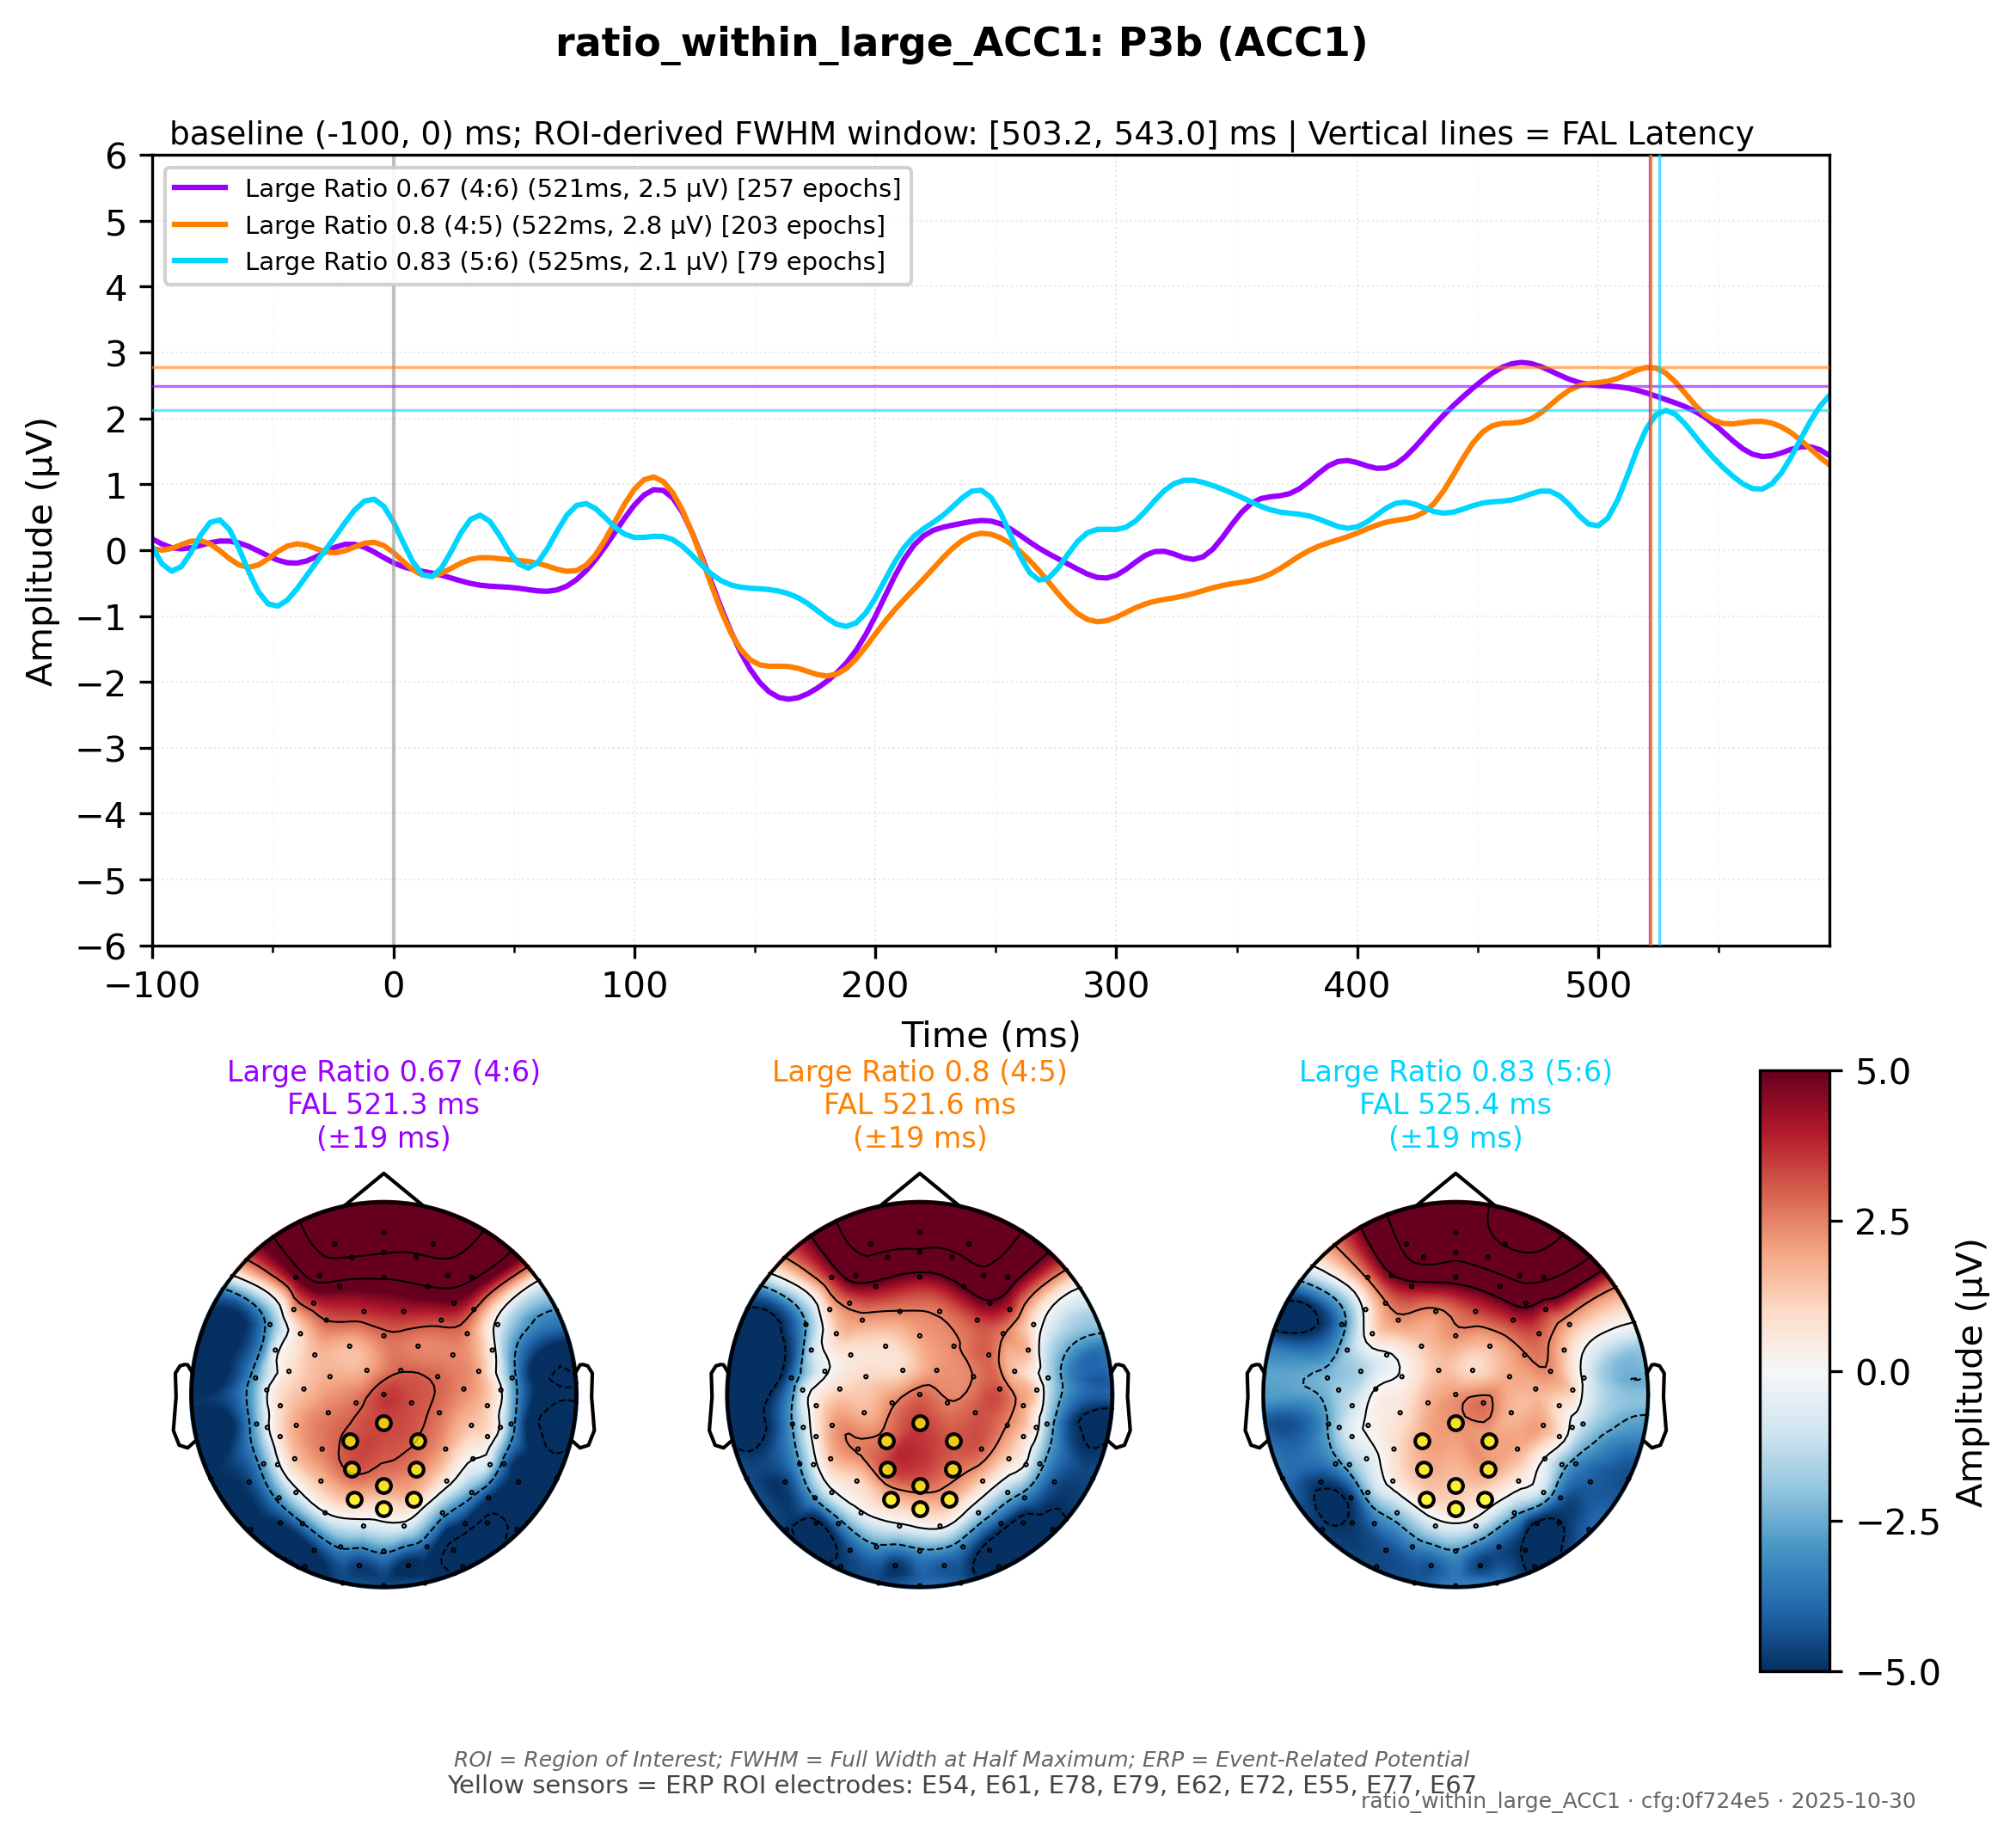 ratio_within_large_ACC1: P3b (ACC1)
baseline (-100, 0) ms; ROI-derived FWHM window: [503.2, 543.0] ms | Vertical lines = FAL Latency
Large Ratio 0.67 (4:6) (521ms, 2.5 µV) [257 epochs]
Large Ratio 0.8 (4:5) (522ms, 2.8 µV) [203 epochs]
Large Ratio 0.83 (5:6) (525ms, 2.1 µV) [79 epochs]
6
5
4
3
2
1
0
−1
−2
−3
−4
−5
−6
Amplitude (µV)
−100 0 100 200 300 400 500
Time (ms)
Large Ratio 0.67 (4:6)
FAL 521.3 ms
(±19 ms)
Large Ratio 0.8 (4:5)
FAL 521.6 ms
(±19 ms)
Large Ratio 0.83 (5:6)
FAL 525.4 ms
(±19 ms)
5.0
2.5
0.0
−2.5
−5.0
Amplitude (µV)
ROI = Region of Interest; FWHM = Full Width at Half Maximum; ERP = Event-Related Potential
Yellow sensors = ERP ROI electrodes: E54, E61, E78, E79, E62, E72, E55, E77, E67
ratio_within_large_ACC1 · cfg:0f724e5 · 2025-10-30